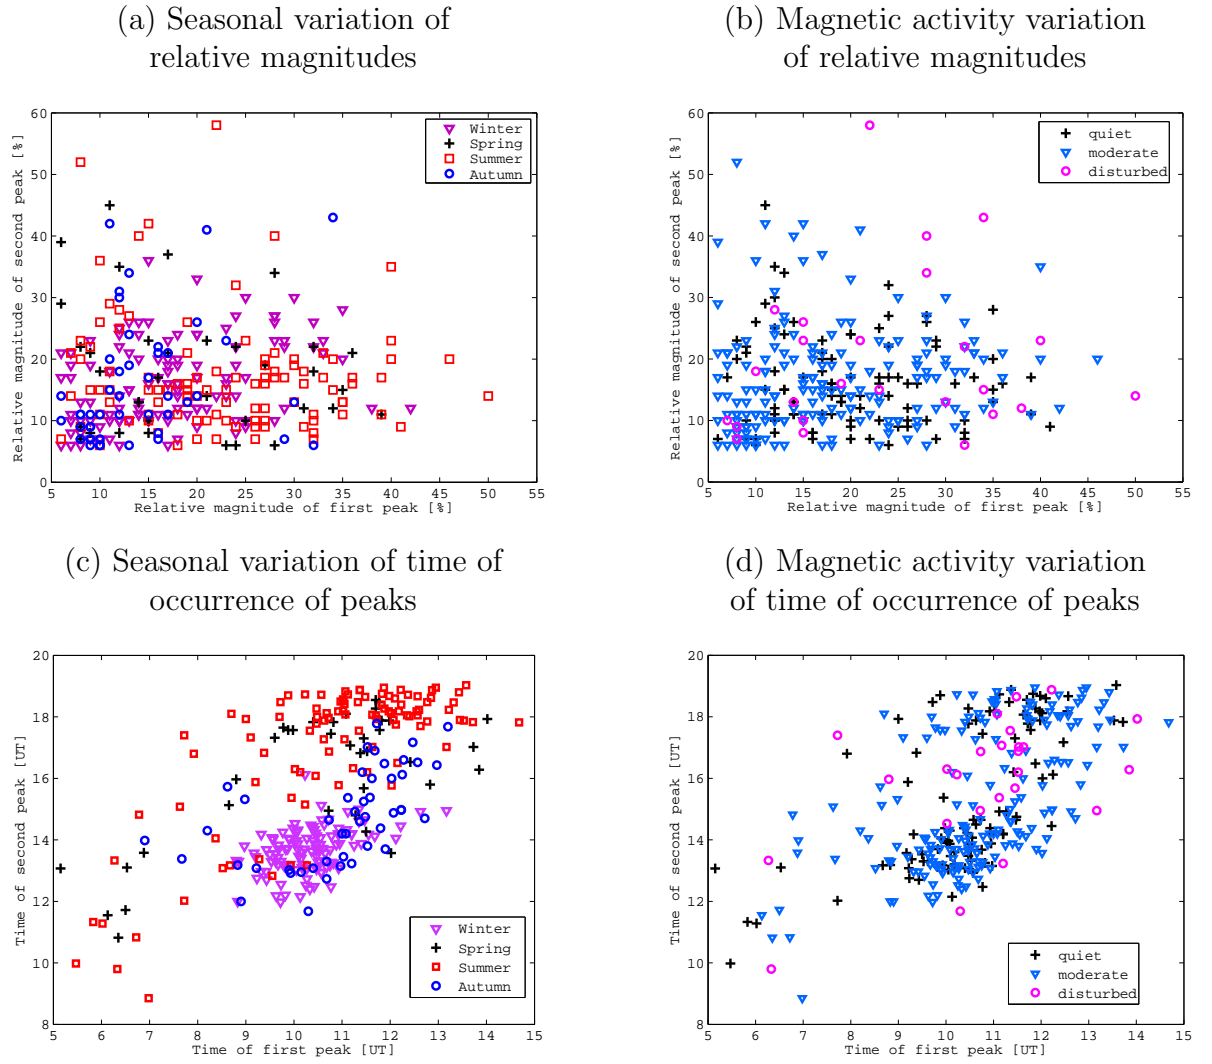 (a) Seasonal variation of
relative magnitudes
60
50
40
30
20
10
0
5 10 15 20 25 30 35 40 45 50 55
Relative magnitude of second peak [%]
Relative magnitude of first peak [%]
Winter
Spring
Summer
Autumn
(b) Magnetic activity variation
of relative magnitudes
60
50
40
30
20
10
0
5 10 15 20 25 30 35 40 45 50 55
Relative magnitude of second peak [%]
Relative magnitude of first peak [%]
quiet
moderate
disturbed
(c) Seasonal variation of time of
occurrence of peaks
20
18
16
14
12
10
8
5 6 7 8 9 10 11 12 13 14 15
Time of second peak [UT]
Time of first peak [UT]
Winter
Spring
Summer
Autumn
(d) Magnetic activity variation
of time of occurrence of peaks
20
18
16
14
12
10
8
5 6 7 8 9 10 11 12 13 14 15
Time of second peak [UT]
Time of first peak [UT]
quiet
moderate
disturbed